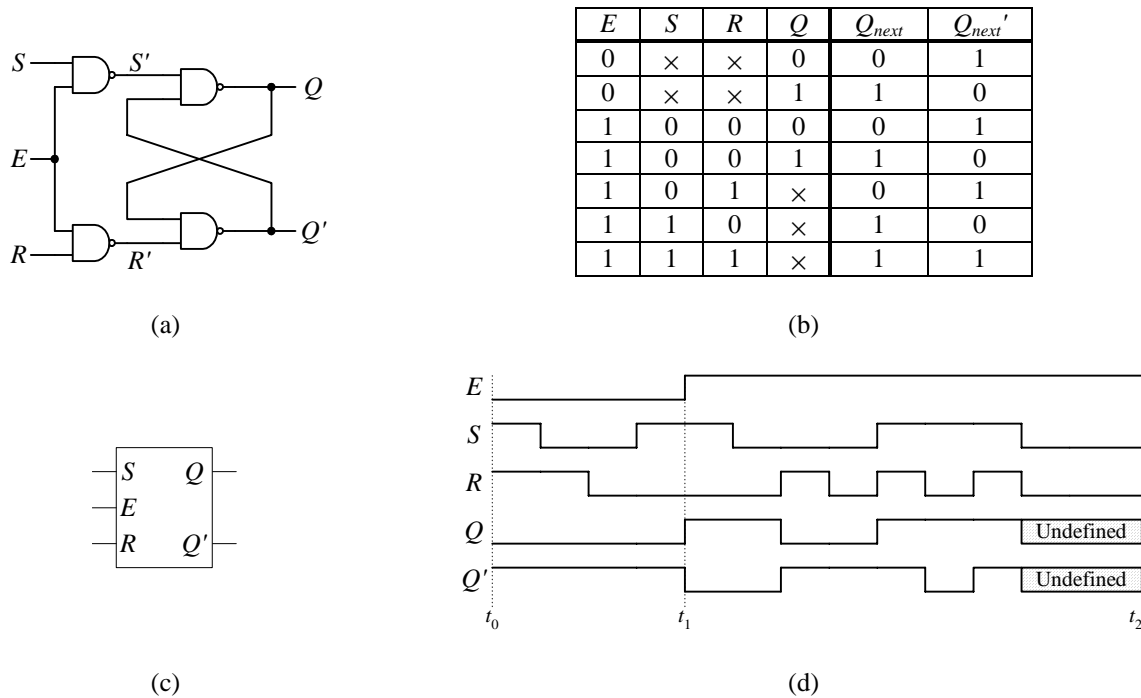 S
S'
Q
E
R
R'
Q'
(a)
E S R Q Qnext Qnext'
0 × × 0 0 1
0 × × 1 1 0
1 0 0 0 0 1
1 0 0 1 1 0
1 0 1 × 0 1
1 1 0 × 1 0
1 1 1 × 1 1
(b)
S Q
E
R Q'
(c)
E
S
R
Q Undefined
Q' Undefined
t0 t1 t2
(d)